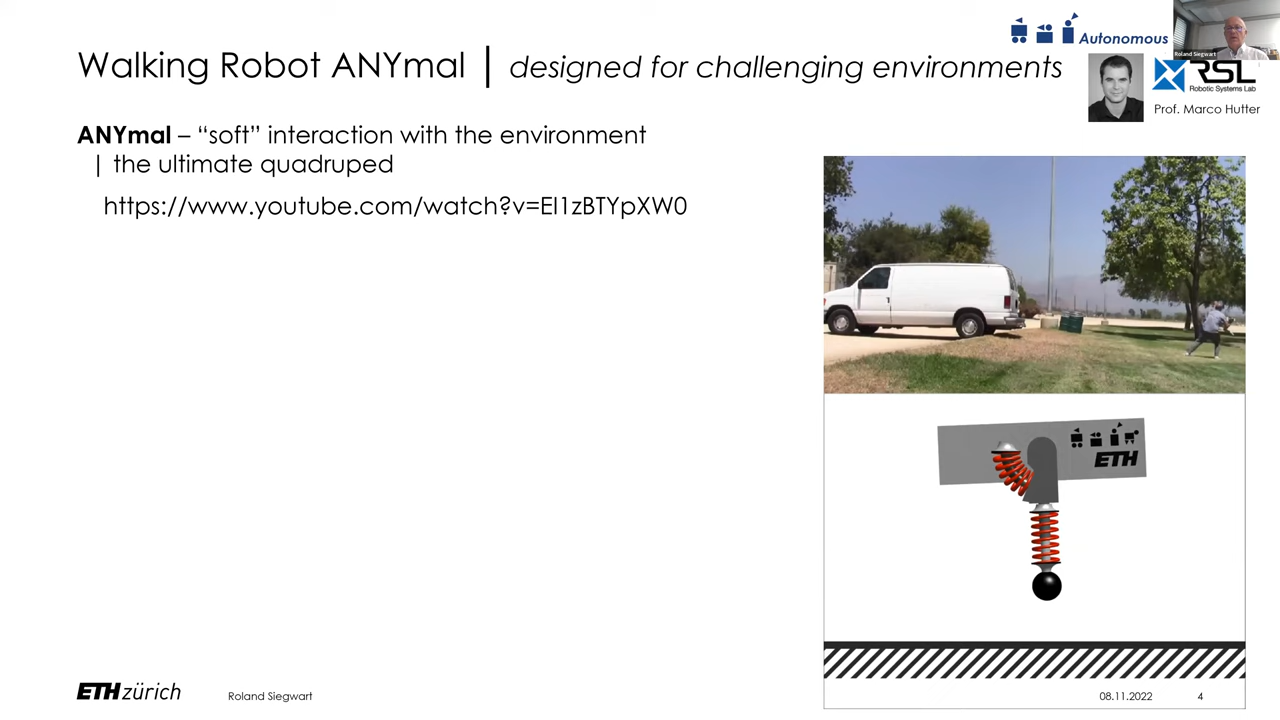 Autonomous
Roland Siegwart
Walking Robot ANYmal | designed for challenging environments
RSL
Robotic Systems Lab
Prof. Marco Hutter
ANYmal – “soft” interaction with the environment
| the ultimate quadruped
https://www.youtube.com/watch?v=EI1zBTYpXW0
ETH
ETH zürich
Roland Siegwart
08.11.2022
4